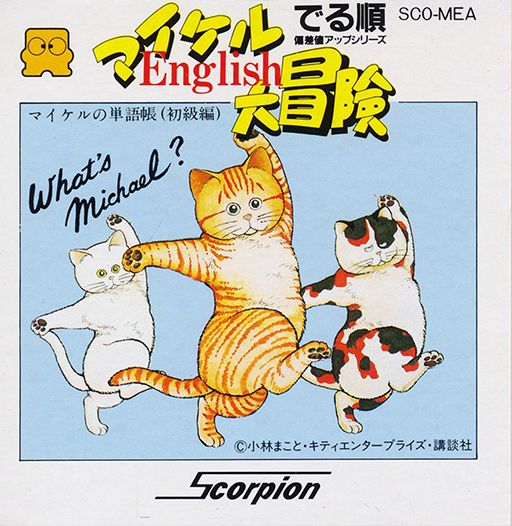 でる順 SCO-MEA
偏差値アップシリーズ
マイケル
English
大冒険
マイケルの単語帳(初級編)
What's
Michael?
©小林まこと・キティエンタープライズ・講談社
Scorpion